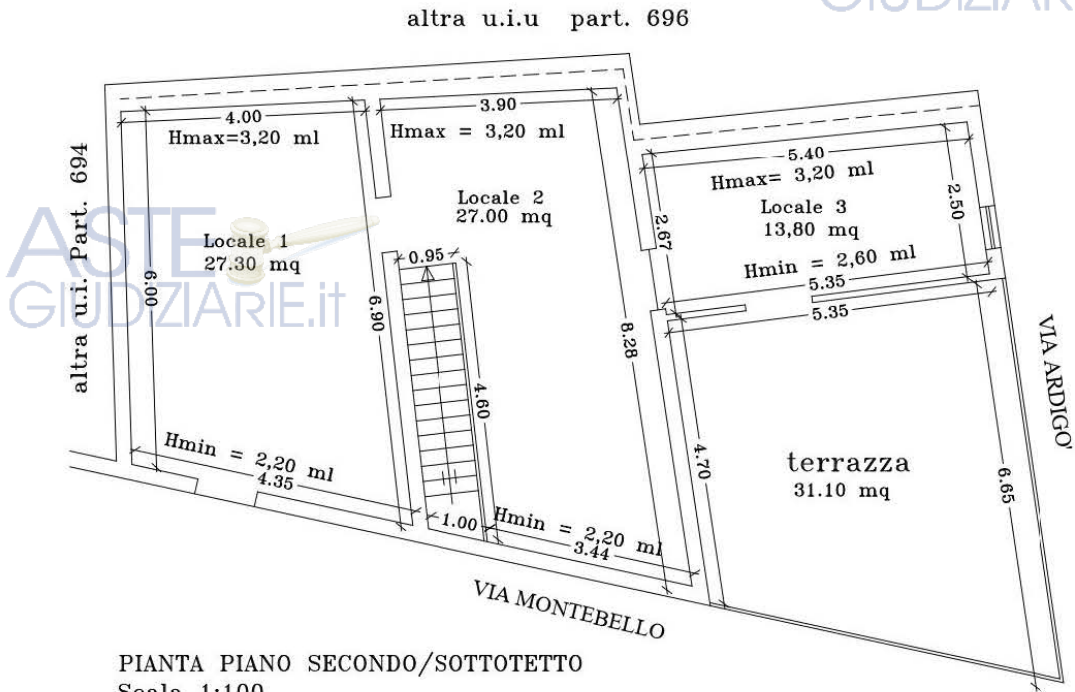 GIUDIZIAR
altra u.i.u part. 696
4.00
Hmax=3,20 ml
3.90
Hmax = 3,20 ml
5.40
Hmax= 3,20 ml
2.50
altra u.i. Part. 694
Locale 2
27.00 mq
Locale 3
13,80 mq
2.67
ASTE
GIUDIZIARIE.it
Locale 1
27.30 mq
0.95
Hmin = 2,60 ml
5.35
5.35
6.00
6.90
8.28
VIA ARDIGO'
4.60
Hmin = 2,20 ml
4.35
4.70
terrazza
31.10 mq
6.65
1.00
Hmin = 2,20 ml
3.44
VIA MONTEBELLO
PIANTA PIANO SECONDO/SOTTOTETTO
Scala 1:100